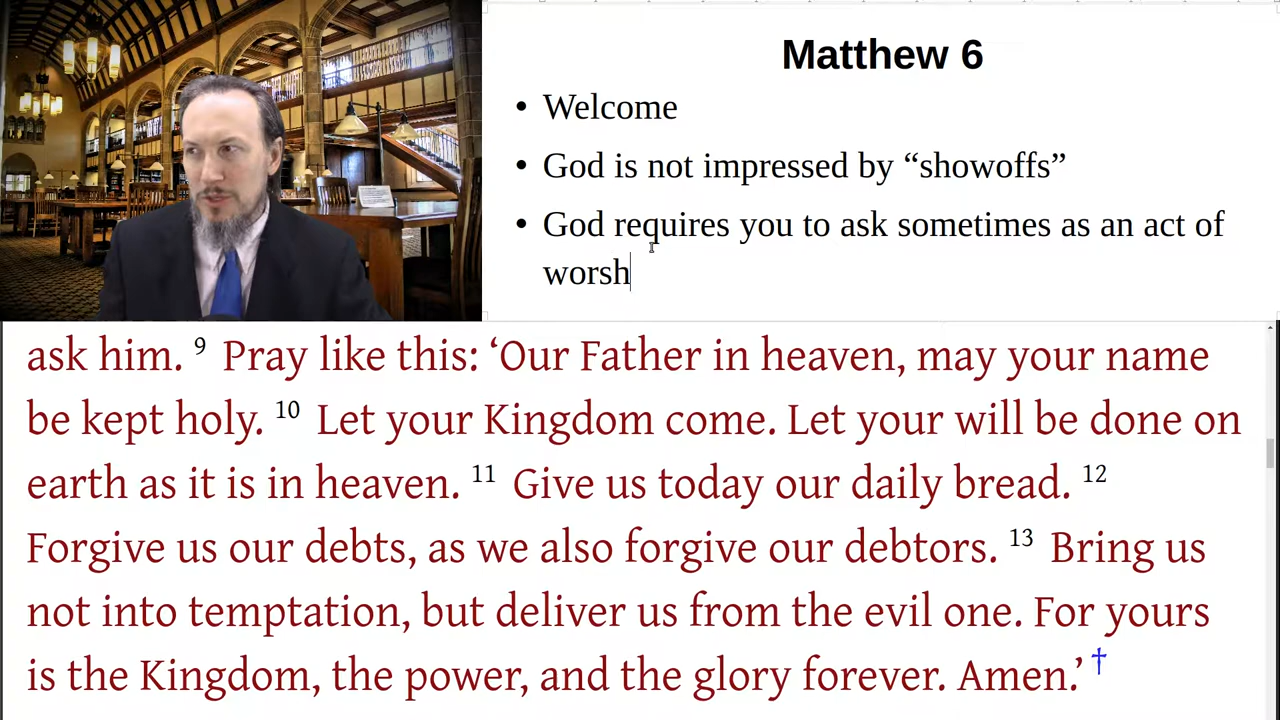 Matthew 6
• Welcome
• God is not impressed by “showoffs”
• God requires you to ask sometimes as an act of
worsh
ask him. 9 Pray like this: ‘Our Father in heaven, may your name
be kept holy. 10 Let your Kingdom come. Let your will be done on
earth as it is in heaven. 11 Give us today our daily bread. 12
Forgive us our debts, as we also forgive our debtors. 13 Bring us
not into temptation, but deliver us from the evil one. For yours
is the Kingdom, the power, and the glory forever. Amen.’ †